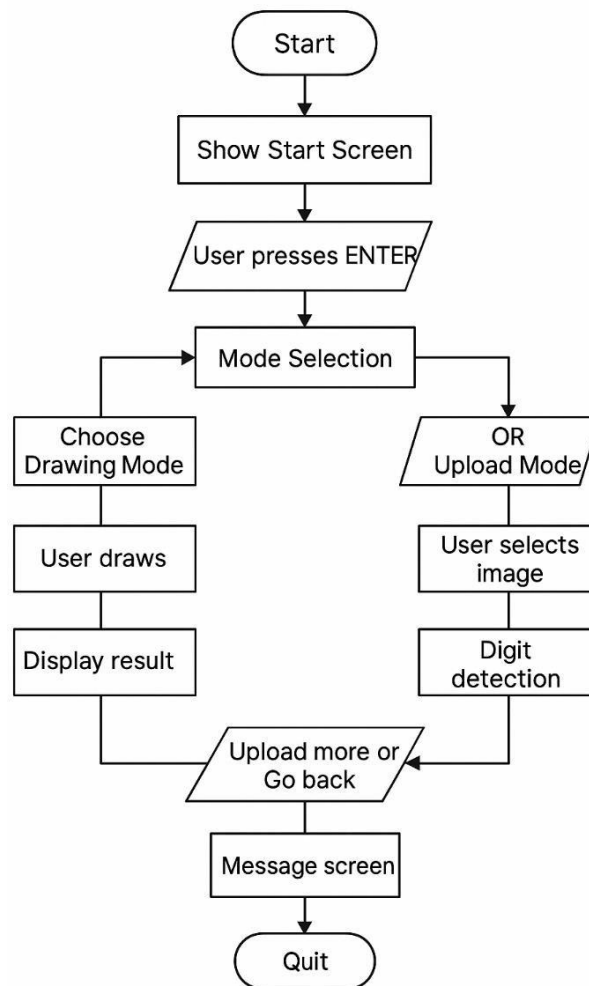 Start
Show Start Screen
User presses ENTER
Mode Selection
Choose
Drawing Mode
OR
Upload Mode
User draws
User selects
image
Display result
Digit
detection
Upload more or
Go back
Message screen
Quit